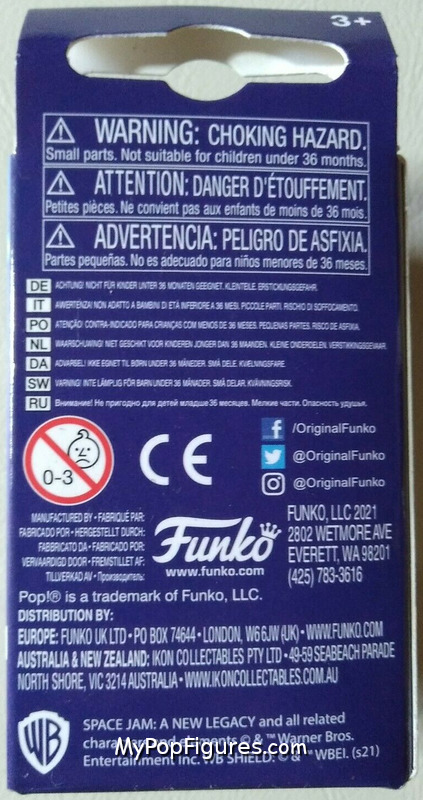 3+
WARNING: CHOKING HAZARD.
Small parts. Not suitable for children under 36 months.
ATTENTION: DANGER D'ÉTOUFFEMENT.
Petites pièces. Ne convient pas aux enfants de moins de 36 mois.
ADVERTENCIA: PELIGRO DE ASFIXIA.
Partes pequeñas. No es adecuado para niños menores de 36 meses.
DE ACHTUNG! NICHT FÜR KINDER UNTER 36 MONATEN GEEIGNET. KLEINTEILE. ERSTICKUNGSGEFAHR.
IT AVVERTENZA! NON ADATTO A BAMBINI DI ETÀ INFERIORE A 36 MESI. PICCOLE PARTI. RISCHIO DI SOFFOCAMENTO.
PO ATENÇÃO! CONTRA-INDICADO PARA CRIANÇAS COM MENOS DE 36 MESES. PEQUENAS PARTES. RISCO DE ASFIXIA.
NL WAARSCHUWING! NIET GESCHIKT VOOR KINDEREN JONGER DAN 36 MAANDEN. KLEINE ONDERDELEN. VERSTIKKINGSGEVAAR.
DA ADVARSEL! IKKE EGNET TIL BØRN UNDER 36 MÅNEDER. SMÅ DELE. KVÆLNINGSFARE.
SW VARNING! INTE LÄMPLIG FÖR BARN UNDER 36 MÅNADER. SMÅ DELAR. KVÄVNINGSRISK.
RU Внимание! Не пригодно для детей младше 36 месяцев. Мелкие части. Опасность удушья.
0-3
CE
/OriginalFunko
@OriginalFunko
@OriginalFunko
MANUFACTURED BY • FABRIQUÉ PAR:
FABRICADO POR • HERGESTELLT DURCH:
FABBRICATO DA • FABRICADO POR:
VERVAARDIGD DOOR • FREMSTILLET AF:
TILLVERKAD AV • Производитель:
Funko
www.funko.com
FUNKO, LLC 2021
2802 WETMORE AVE
EVERETT, WA 98201
(425) 783-3616
Pop!® is a trademark of Funko, LLC.
DISTRIBUTION BY:
EUROPE: FUNKO UK LTD • PO BOX 74644 • LONDON, W6 6JW (UK) • WWW.FUNKO.COM
AUSTRALIA & NEW ZEALAND: IKON COLLECTABLES PTY LTD • 49-59 SEABEACH PARADE
NORTH SHORE, VIC 3214 AUSTRALIA • WWW.IKONCOLLECTABLES.COM.AU
WB
SPACE JAM: A NEW LEGACY and all related
characters and elements © & ™ Warner Bros.
MyPopFigures.com
Entertainment Inc. WB SHIELD: © & ™ WBEI. (s21)